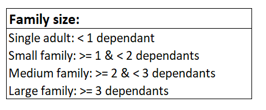 Family size:
Single adult: < 1 dependant
Small family: >= 1 & < 2 dependants
Medium family: >= 2 & < 3 dependants
Large family: >= 3 dependants